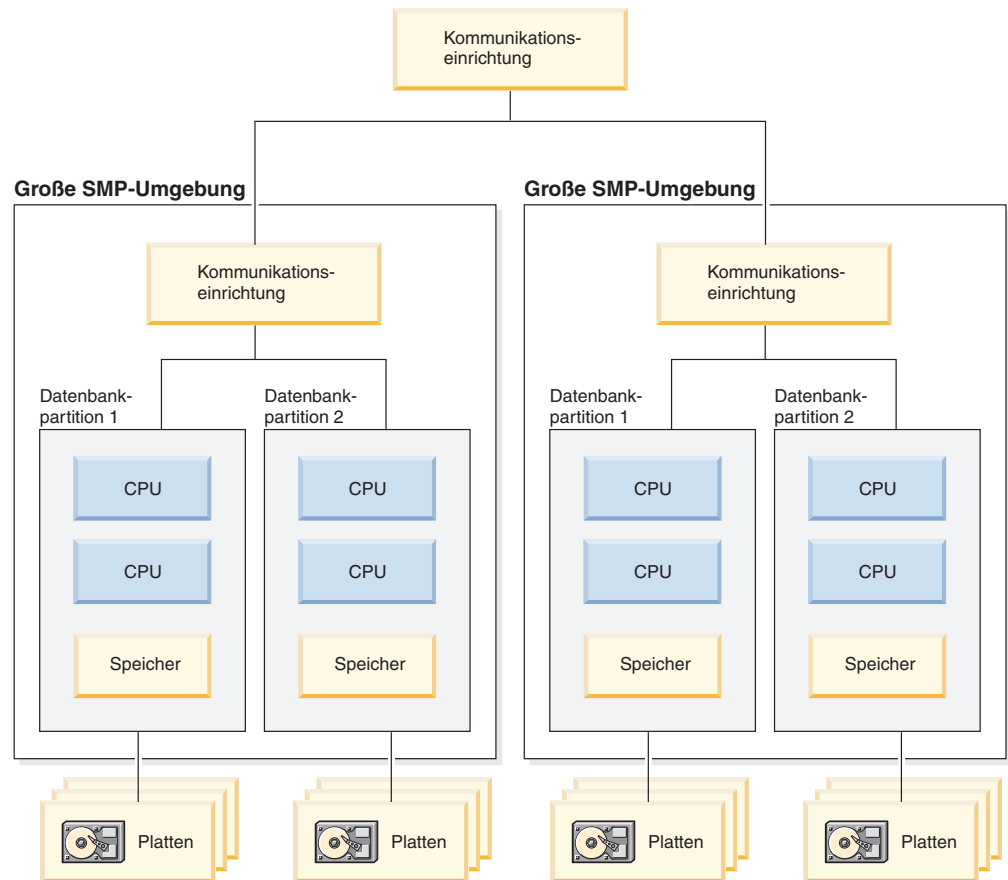 Kommunikations-
einrichtung
Große SMP-Umgebung
Kommunikations-
einrichtung
Datenbank-
partition 1
CPU
CPU
Speicher
Platten
Datenbank-
partition 2
CPU
CPU
Speicher
Platten
Große SMP-Umgebung
Kommunikations-
einrichtung
Datenbank-
partition 1
CPU
CPU
Speicher
Platten
Datenbank-
partition 2
CPU
CPU
Speicher
Platten